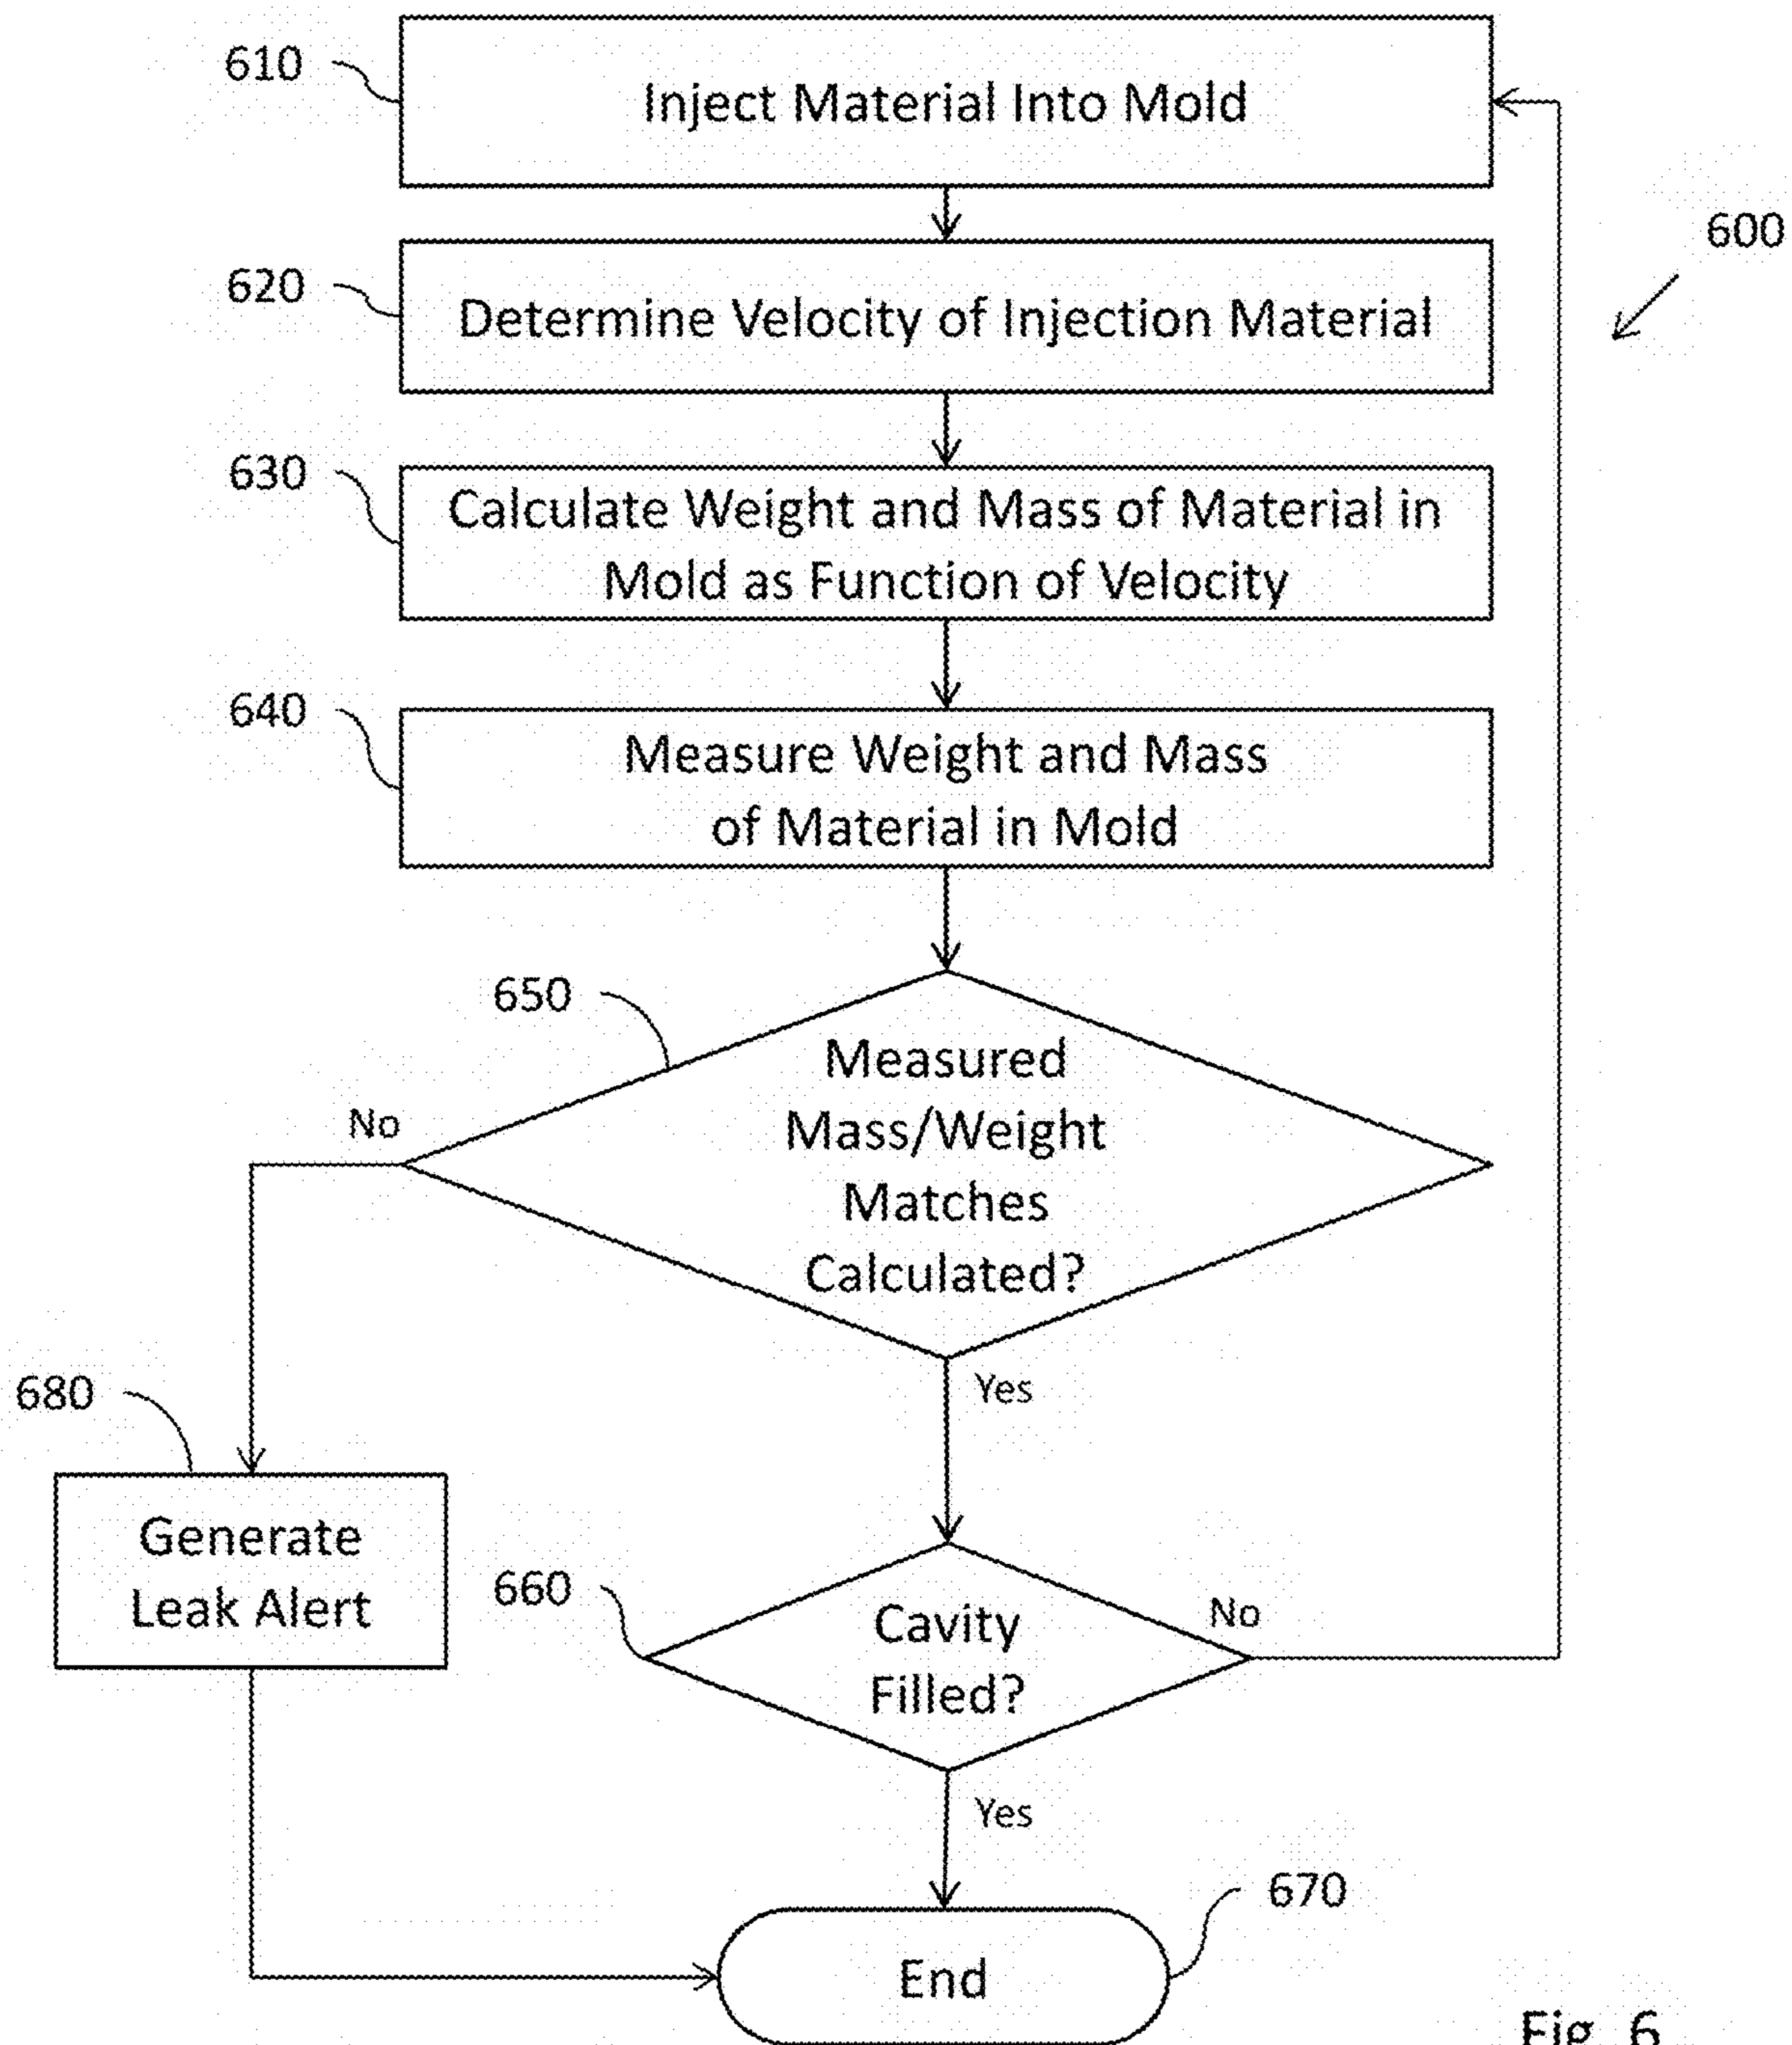 610
Inject Material Into Mold
600
620
Determine Velocity of Injection Material
630
Calculate Weight and Mass of Material in
Mold as Function of Velocity
640
Measure Weight and Mass
of Material in Mold
650
Measured
Mass/Weight
Matches
Calculated?
No
Yes
680
Generate
Leak Alert
660
Cavity
Filled?
No
Yes
670
End
Fig. 6